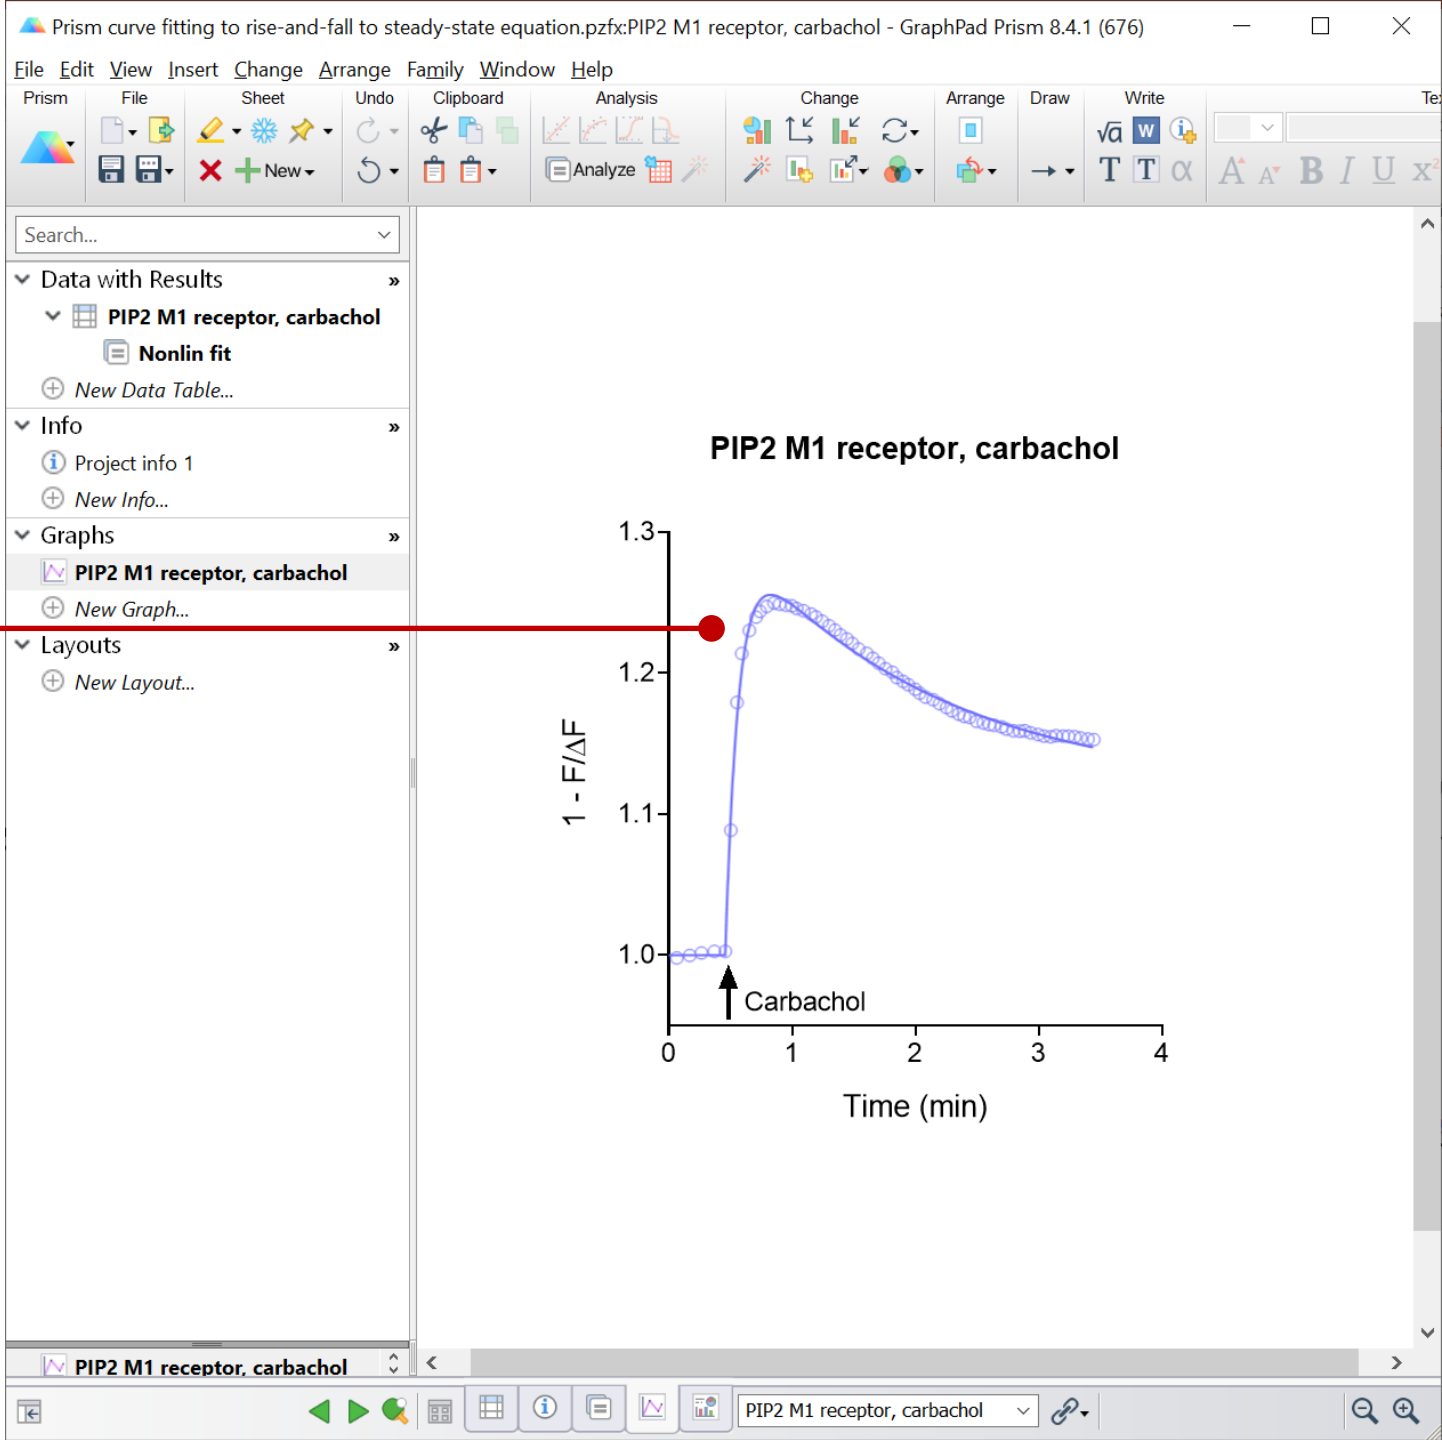 Prism curve fitting to rise-and-fall to steady-state equation.pzfx:PIP2 M1 receptor, carbachol - GraphPad Prism 8.4.1 (676)
File Edit View Insert Change Arrange Family Window Help
Prism File Sheet Undo Clipboard Analysis Change Arrange Draw Write
√α W
New Analyze T T α A A B I U x²
Search...
Data with Results »
PIP2 M1 receptor, carbachol
Nonlin fit
New Data Table...
Info »
Project info 1
New Info...
Graphs »
PIP2 M1 receptor, carbachol
New Graph...
Layouts »
New Layout...
PIP2 M1 receptor, carbachol
PIP2 M1 receptor, carbachol
1.3
1.2
1.1
1.0
1 - F/ΔF
Carbachol
0 1 2 3 4
Time (min)
PIP2 M1 receptor, carbachol